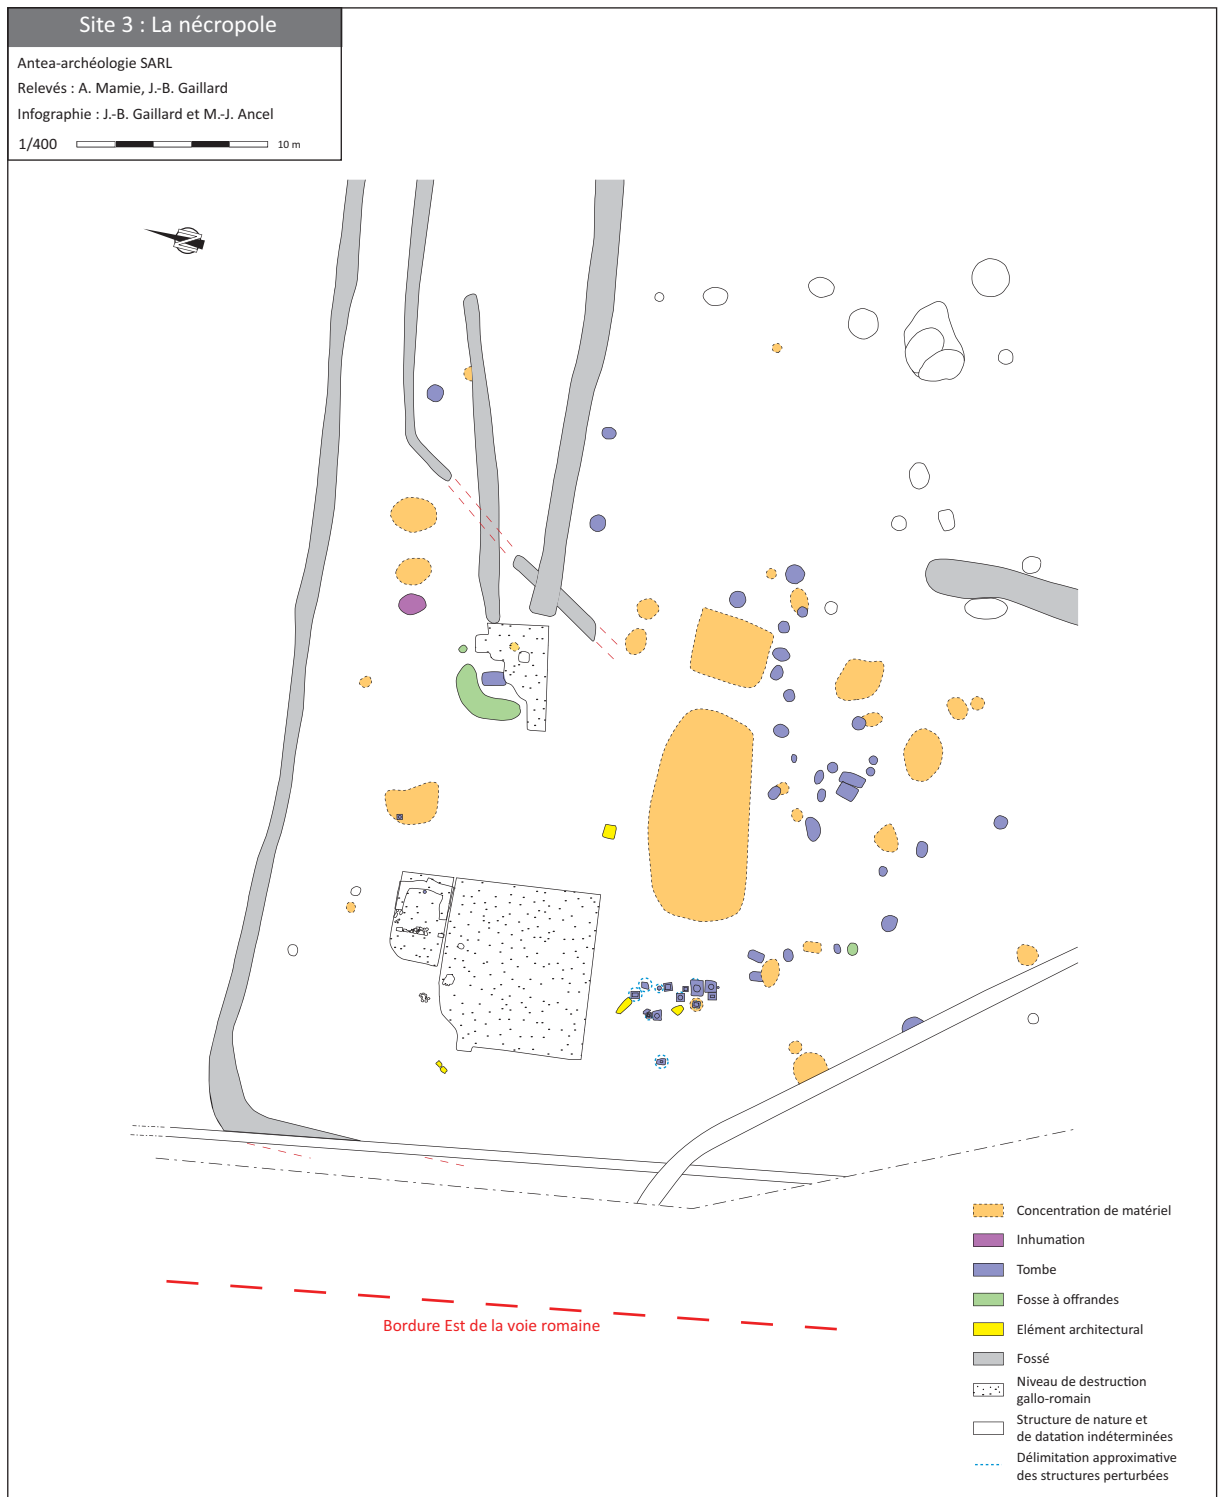 Site 3 : La nécropole
Antea-archéologie SARL
Relevés : A. Mamie, J.-B. Gaillard
Infographie : J.-B. Gaillard et M.-J. Ancel
1/400 10 m
N
Concentration de matériel
Inhumation
Tombe
Fosse à offrandes
Elément architectural
Fossé
Niveau de destruction
gallo-romain
Structure de nature et
de datation indéterminées
Délimitation approximative
des structures perturbées
Bordure Est de la voie romaine